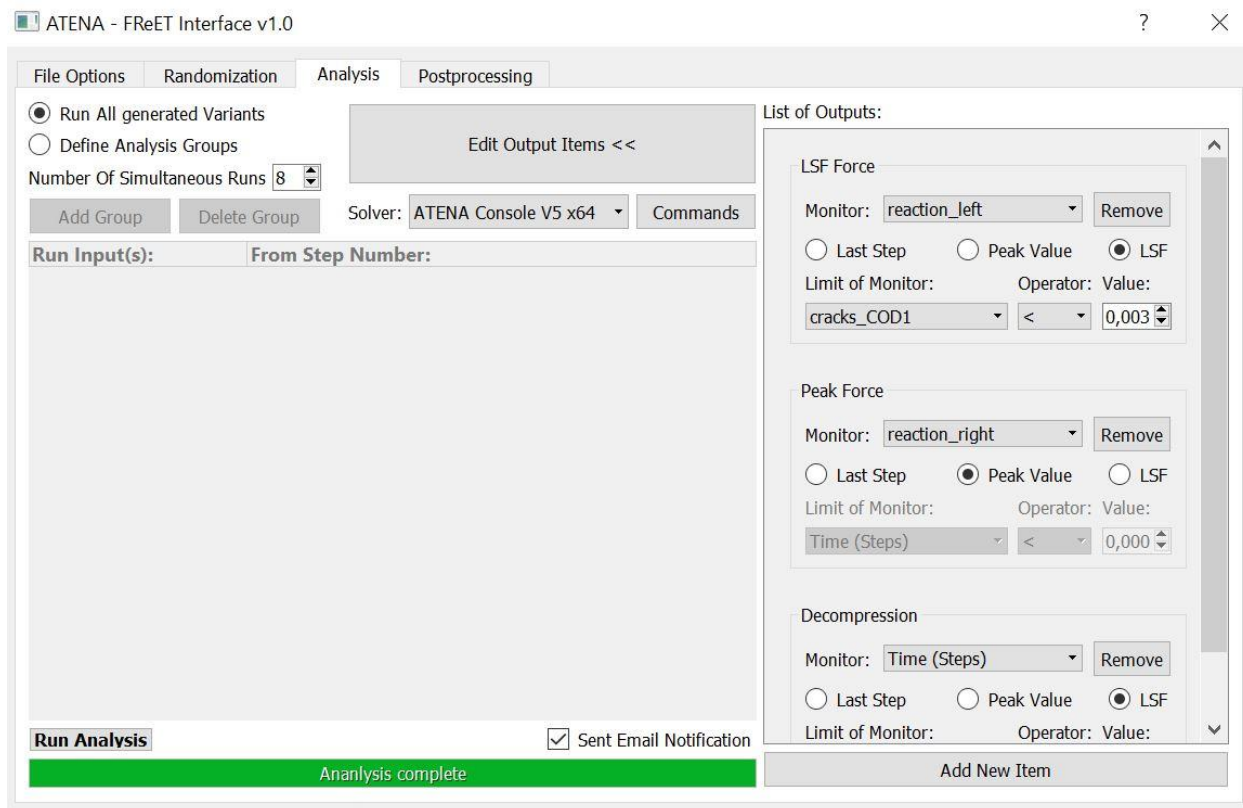 ATENA - FReET Interface v1.0
? 
File Options Randomization Analysis Postprocessing
Run All generated Variants
Define Analysis Groups
Number Of Simultaneous Runs 8
Edit Output Items <<
Add Group Delete Group Solver: ATENA Console V5 x64 Commands
Run Input(s): From Step Number:
Run Analysis
Sent Email Notification
Ananlysis complete
List of Outputs:
LSF Force
Monitor: reaction_left Remove
Last Step Peak Value LSF
Limit of Monitor: Operator: Value:
cracks_COD1 < 0,003
Peak Force
Monitor: reaction_right Remove
Last Step Peak Value LSF
Limit of Monitor: Operator: Value:
Time (Steps) < 0,000
Decompression
Monitor: Time (Steps) Remove
Last Step Peak Value LSF
Limit of Monitor: Operator: Value:
Add New Item